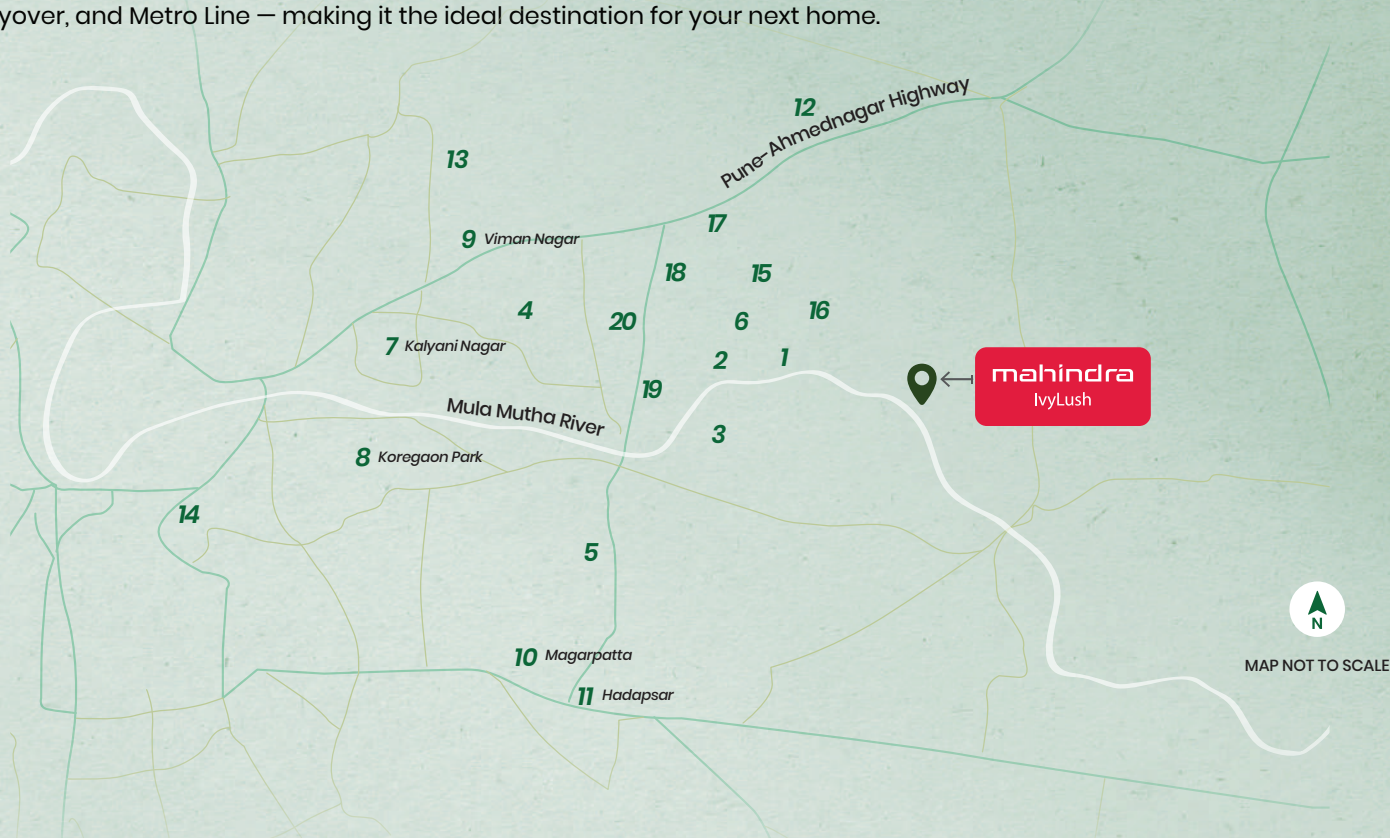 yover, and Metro Line — making it the ideal destination for your next home.
12
Pune-Ahmednagar Highway
13
17
9 Viman Nagar
18
15
4
20
6
16
7 Kalyani Nagar
2
1
mahindra
IvyLush
19
Mula Mutha River
3
8 Koregaon Park
14
5
N
10 Magarpatta
MAP NOT TO SCALE
11 Hadapsar